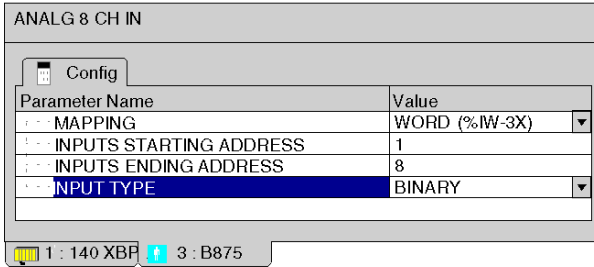 ANALG 8 CH IN
Config
Parameter Name Value
MAPPING WORD (%IW-3X)
INPUTS STARTING ADDRESS 1
INPUTS ENDING ADDRESS 8
INPUT TYPE BINARY
1 : 140 XBP 3 : B875